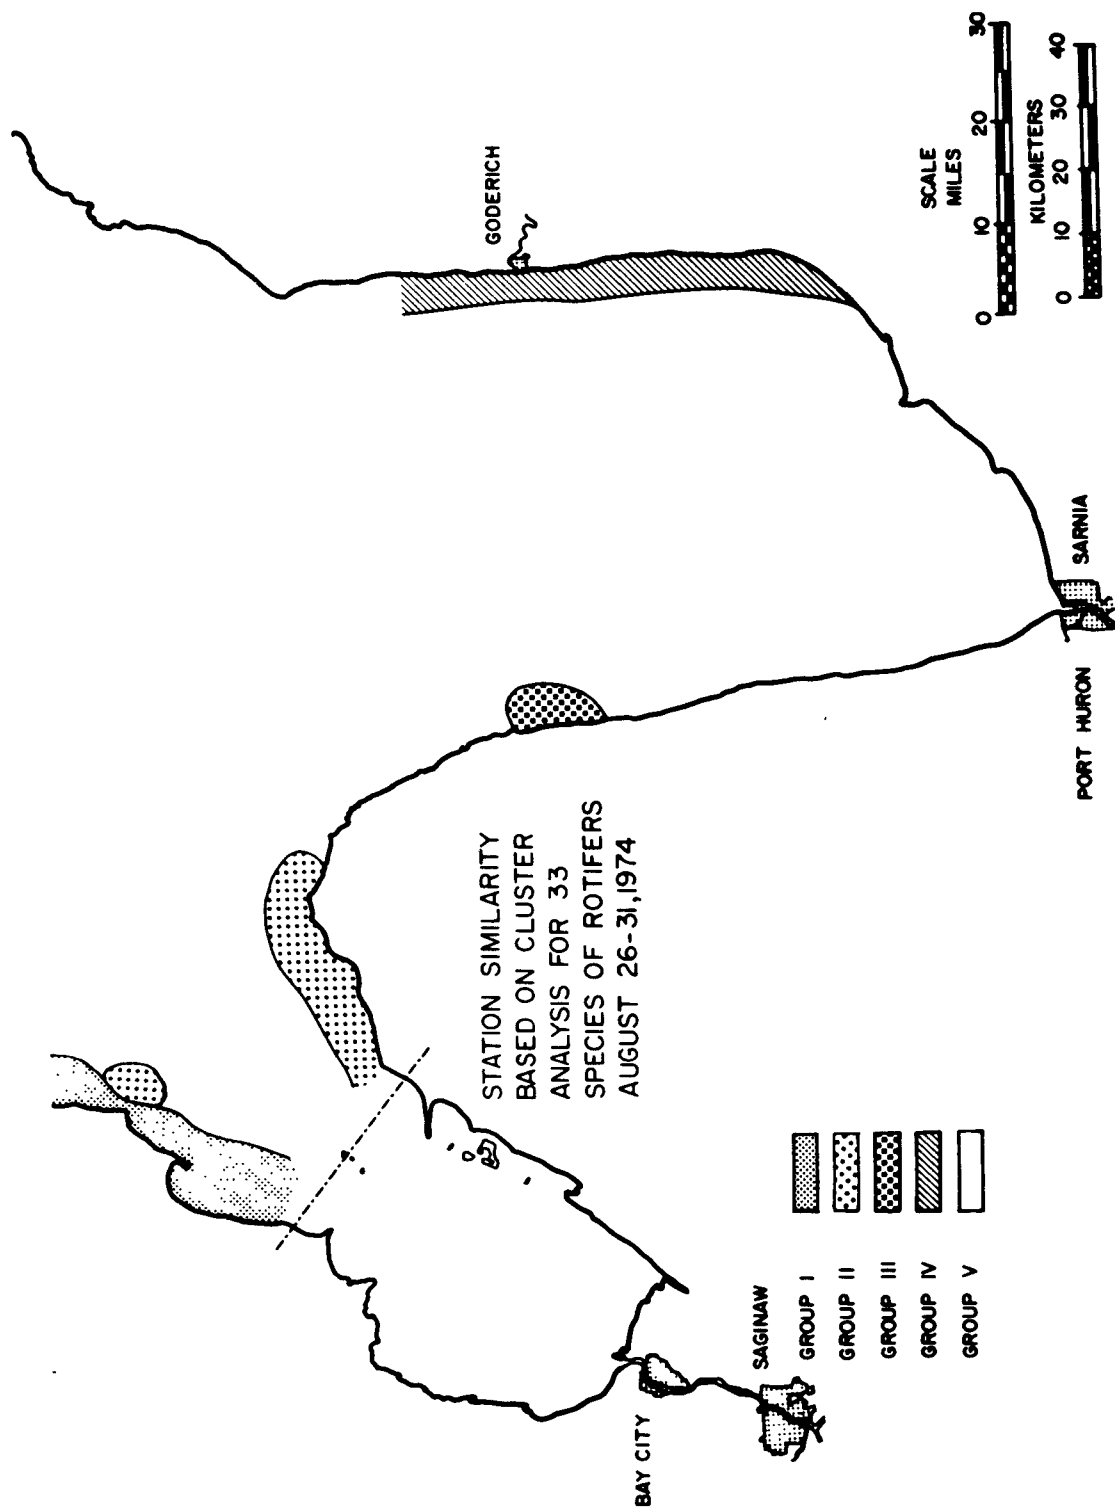 STATION SIMILARITY
BASED ON CLUSTER
ANALYSIS FOR 33
SPECIES OF ROTIFERS
AUGUST 26-31, 1974
GODERICH
SARNIA
PORT HURON
BAY CITY
SAGINAW
GROUP I
GROUP II
GROUP III
GROUP IV
GROUP V
SCALE
MILES
0 10 20 30
KILOMETERS
0 10 20 30 40